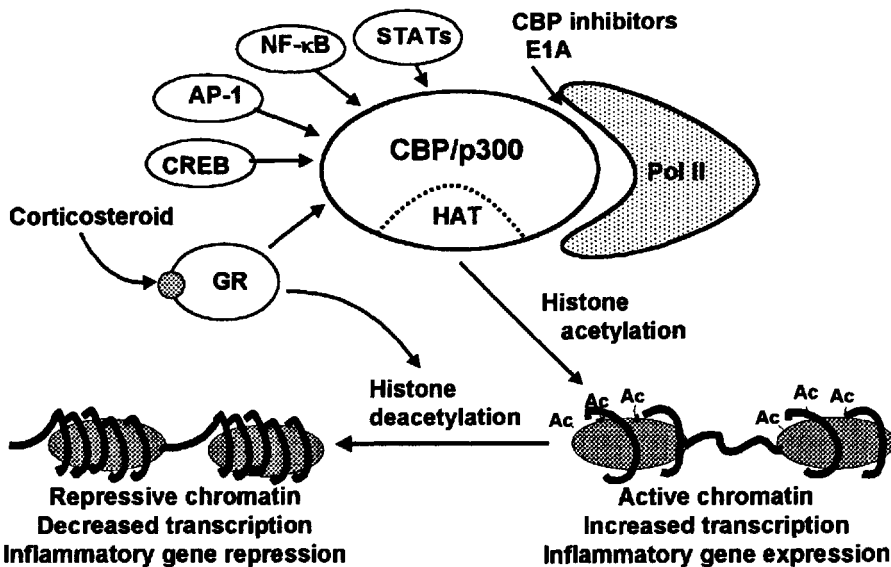 NF-κB
STATs
CBP inhibitors
E1A
AP-1
CREB
CBP/p300
Pol II
HAT
Corticosteroid
GR
Histone
acetylation
Histone
deacetylation
Ac
Ac
Ac
Ac
Ac
Ac
Repressive chromatin
Decreased transcription
Inflammatory gene repression
Active chromatin
Increased transcription
Inflammatory gene expression